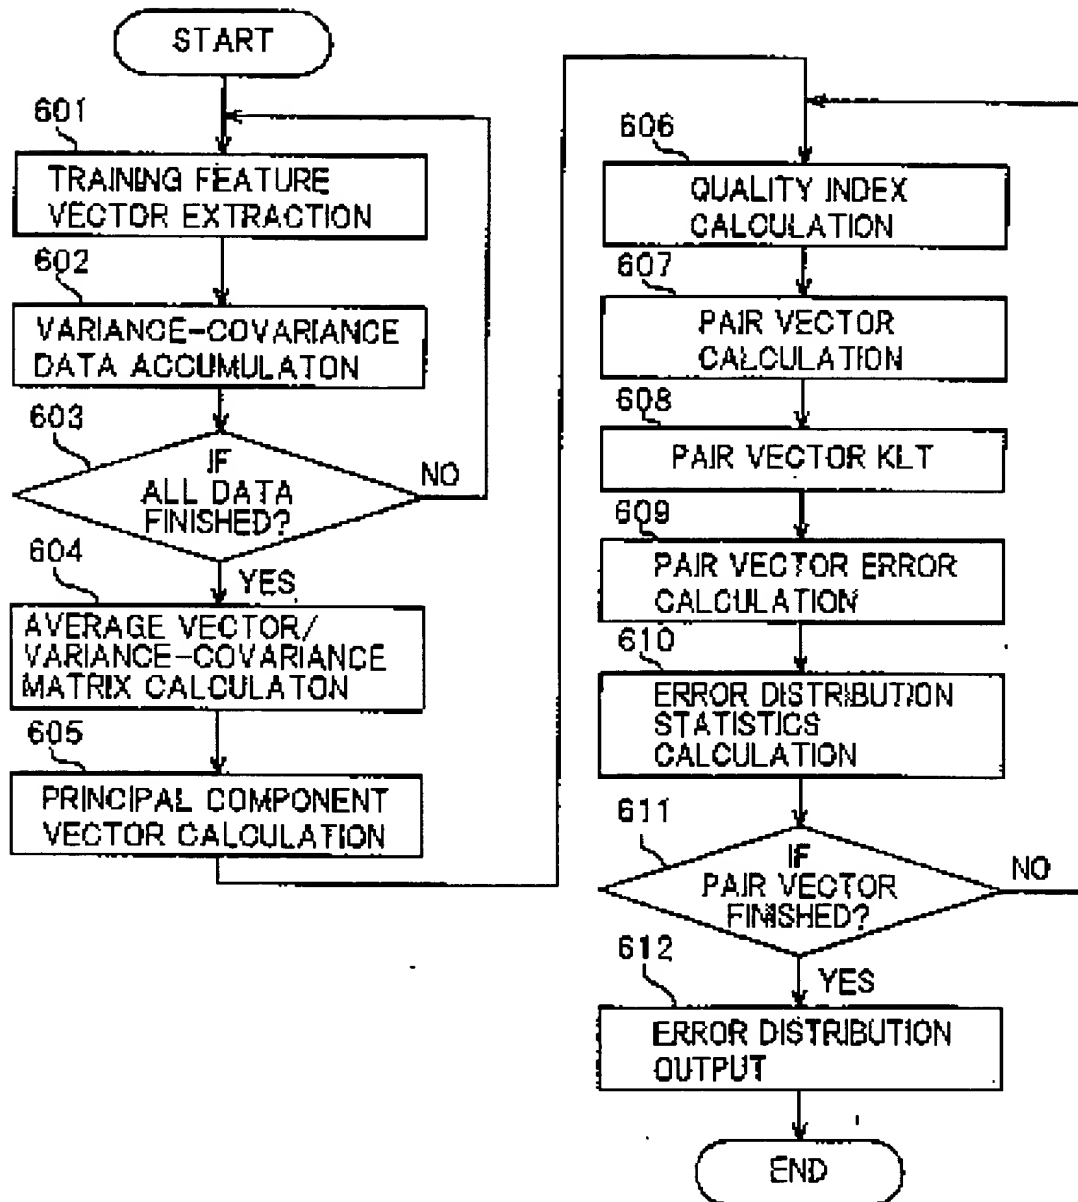 START
601
TRAINING FEATURE
VECTOR EXTRACTION
602
VARIANCE-COVARIANCE
DATA ACCUMULATON
603
IF
ALL DATA
FINISHED?
NO
604
YES
AVERAGE VECTOR/
VARIANCE-COVARIANCE
MATRIX CALCULATON
605
PRINCIPAL COMPONENT
VECTOR CALCULATION
606
QUALITY INDEX
CALCULATION
607
PAIR VECTOR
CALCULATION
608
PAIR VECTOR KLT
609
PAIR VECTOR ERROR
CALCULATION
610
ERROR DISTRIBUTION
STATISTICS
CALCULATION
611
IF
PAIR VECTOR
FINISHED?
NO
612
YES
ERROR DISTRIBUTION
OUTPUT
END